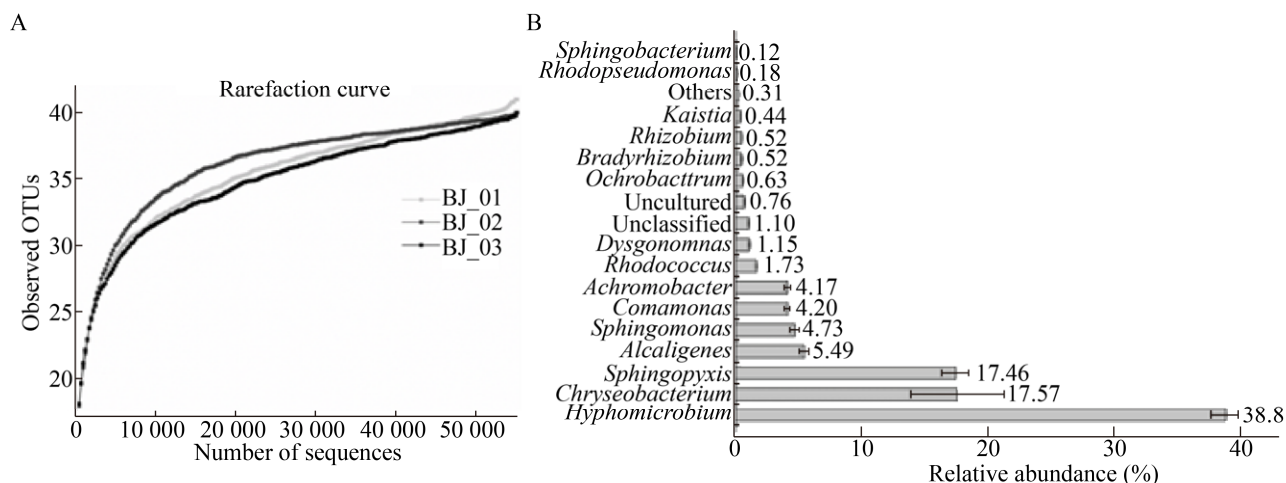 A
Rarefaction curve
Observed OTUs
40
35
30
25
20
BJ_01
BJ_02
BJ_03
0 10 000 20 000 30 000 40 000 50 000
Number of sequences
B
Sphingobacterium 0.12
Rhodopseudomonas 0.18
Others 0.31
Kaistia 0.44
Rhizobium 0.52
Bradyrhizobium 0.52
Ochrobacttrum 0.63
Uncultured 0.76
Unclassified 1.10
Dysgonomnas 1.15
Rhodococcus 1.73
Achromobacter 4.17
Comamonas 4.20
Sphingomonas 4.73
Alcaligenes 5.49
Sphingopyxis 17.46
Chryseobacterium 17.57
Hyphomicrobium 38.8
0 10 20 30 40
Relative abundance (%)